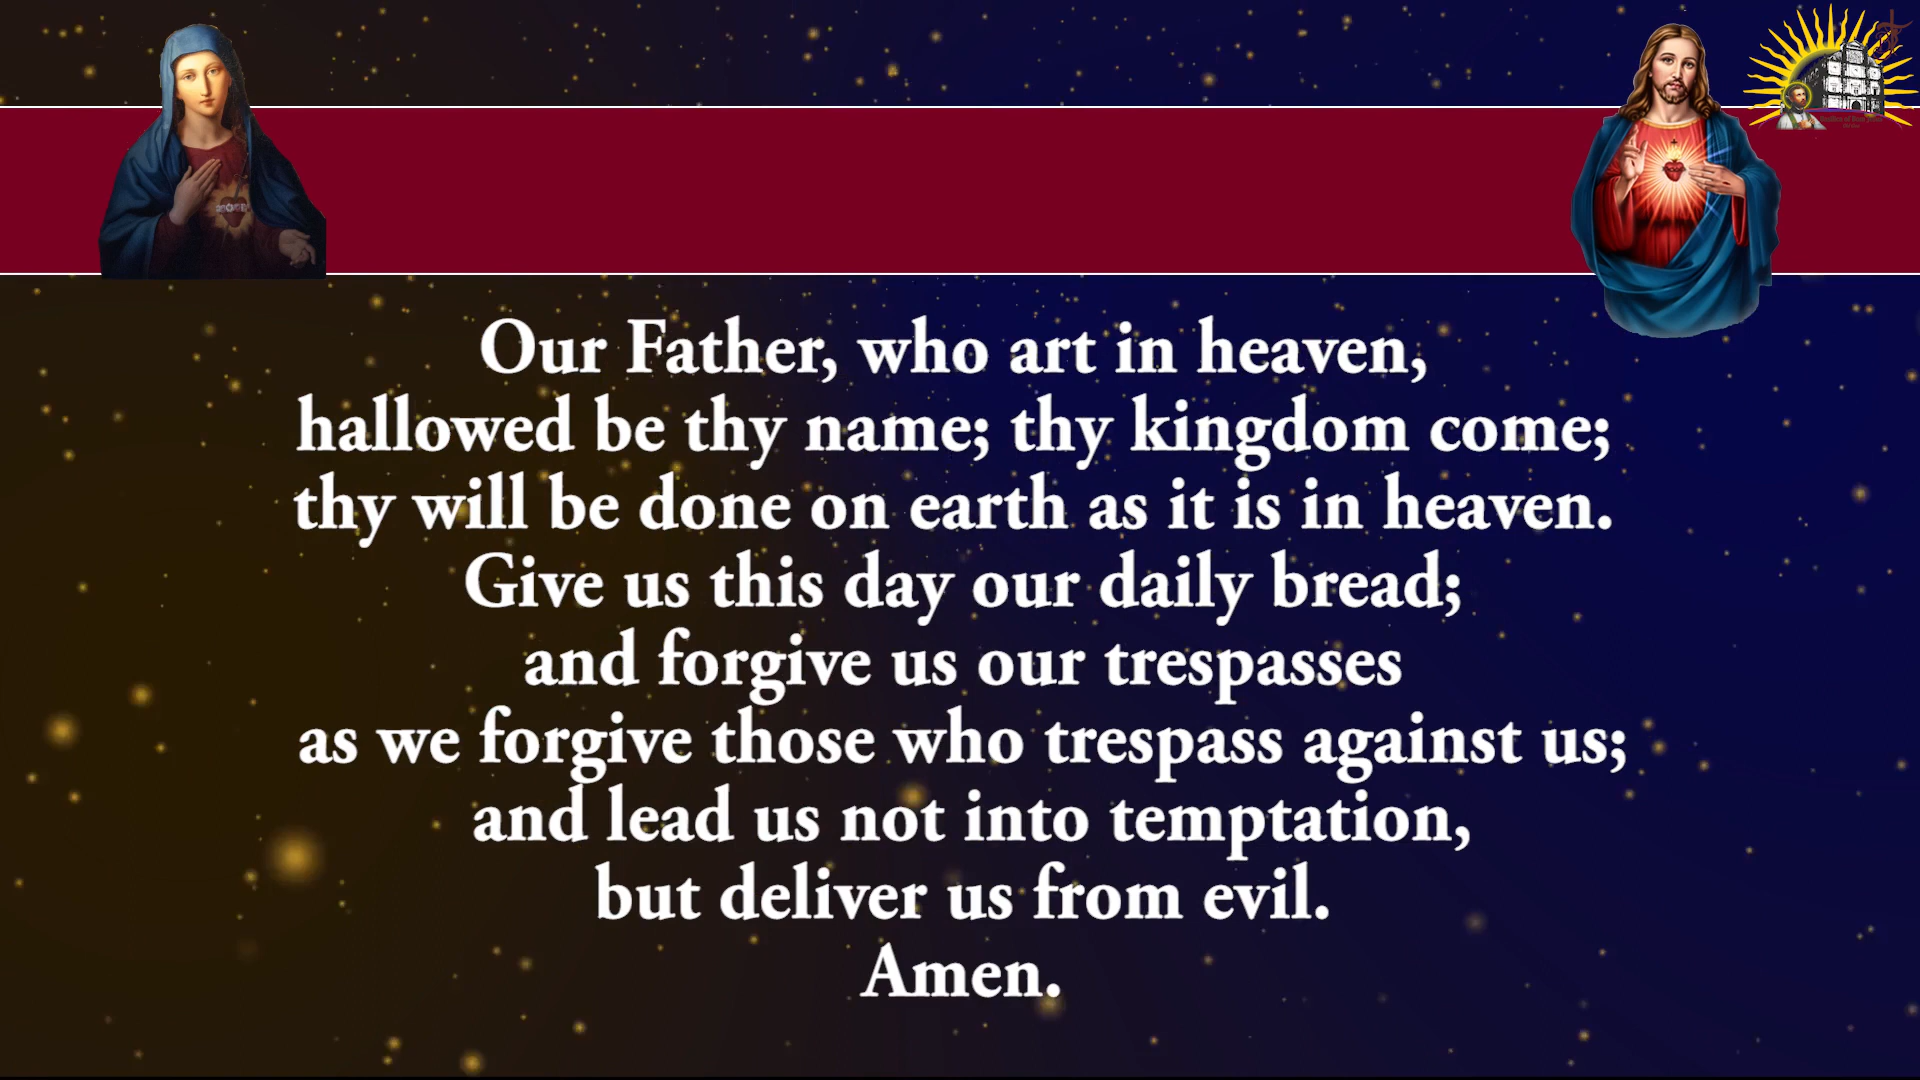 Our Father, who art in heaven,
hallowed be thy name; thy kingdom come;
thy will be done on earth as it is in heaven.
Give us this day our daily bread;
and forgive us our trespasses
as we forgive those who trespass against us;
and lead us not into temptation,
but deliver us from evil.
Amen.